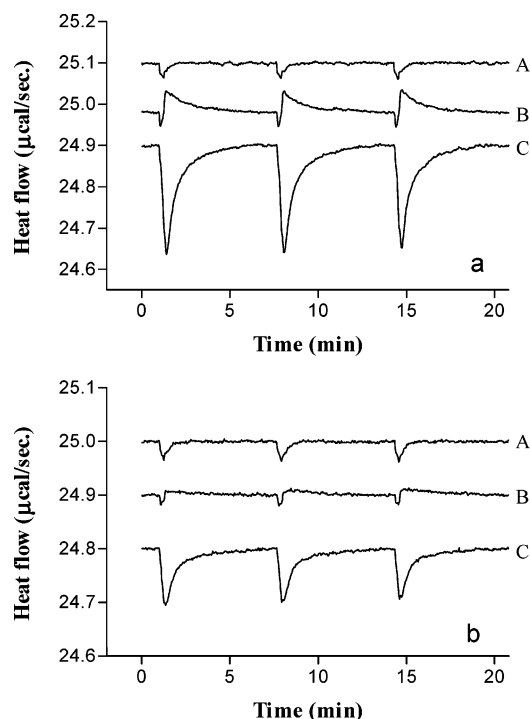 25.2
25.1
25.0
24.9
24.8
24.7
24.6
Heat flow (μcal/sec.)
A
B
C
a
0
5
10
15
20
Time (min)
25.1
25.0
24.9
24.8
24.7
24.6
Heat flow (μcal/sec.)
A
B
C
b
0
5
10
15
20
Time (min)